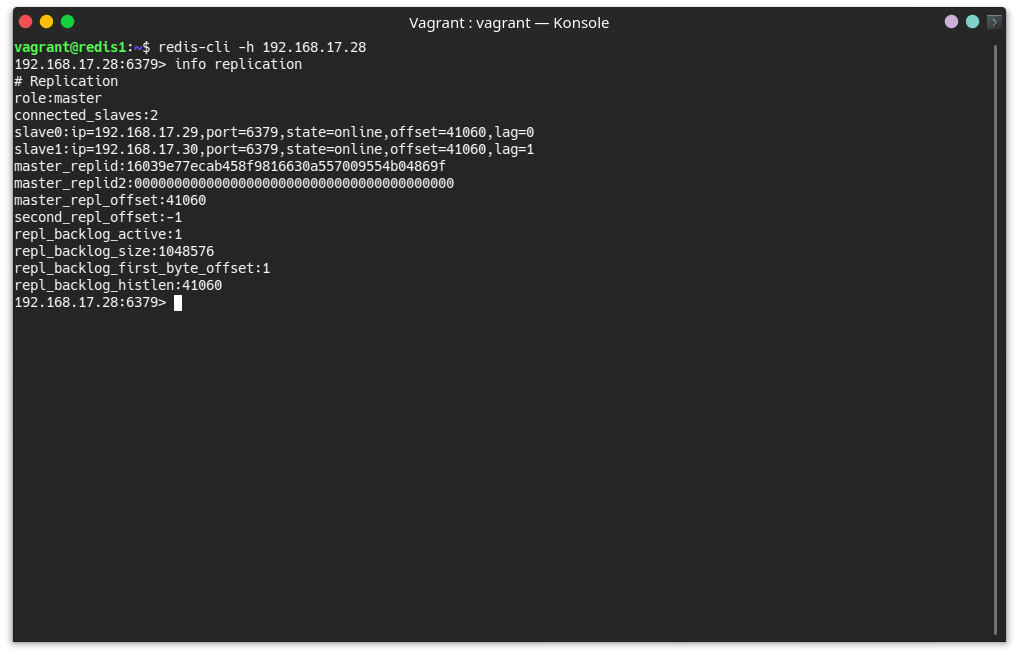 Vagrant : vagrant — Konsole
vagrant@redis1:~$ redis-cli -h 192.168.17.28
192.168.17.28:6379> info replication
# Replication
role:master
connected_slaves:2
slave0:ip=192.168.17.29,port=6379,state=online,offset=41060,lag=0
slave1:ip=192.168.17.30,port=6379,state=online,offset=41060,lag=1
master_replid:16039e77ecab458f9816630a557009554b04869f
master_replid2:0000000000000000000000000000000000000000
master_repl_offset:41060
second_repl_offset:-1
repl_backlog_active:1
repl_backlog_size:1048576
repl_backlog_first_byte_offset:1
repl_backlog_histlen:41060
192.168.17.28:6379>